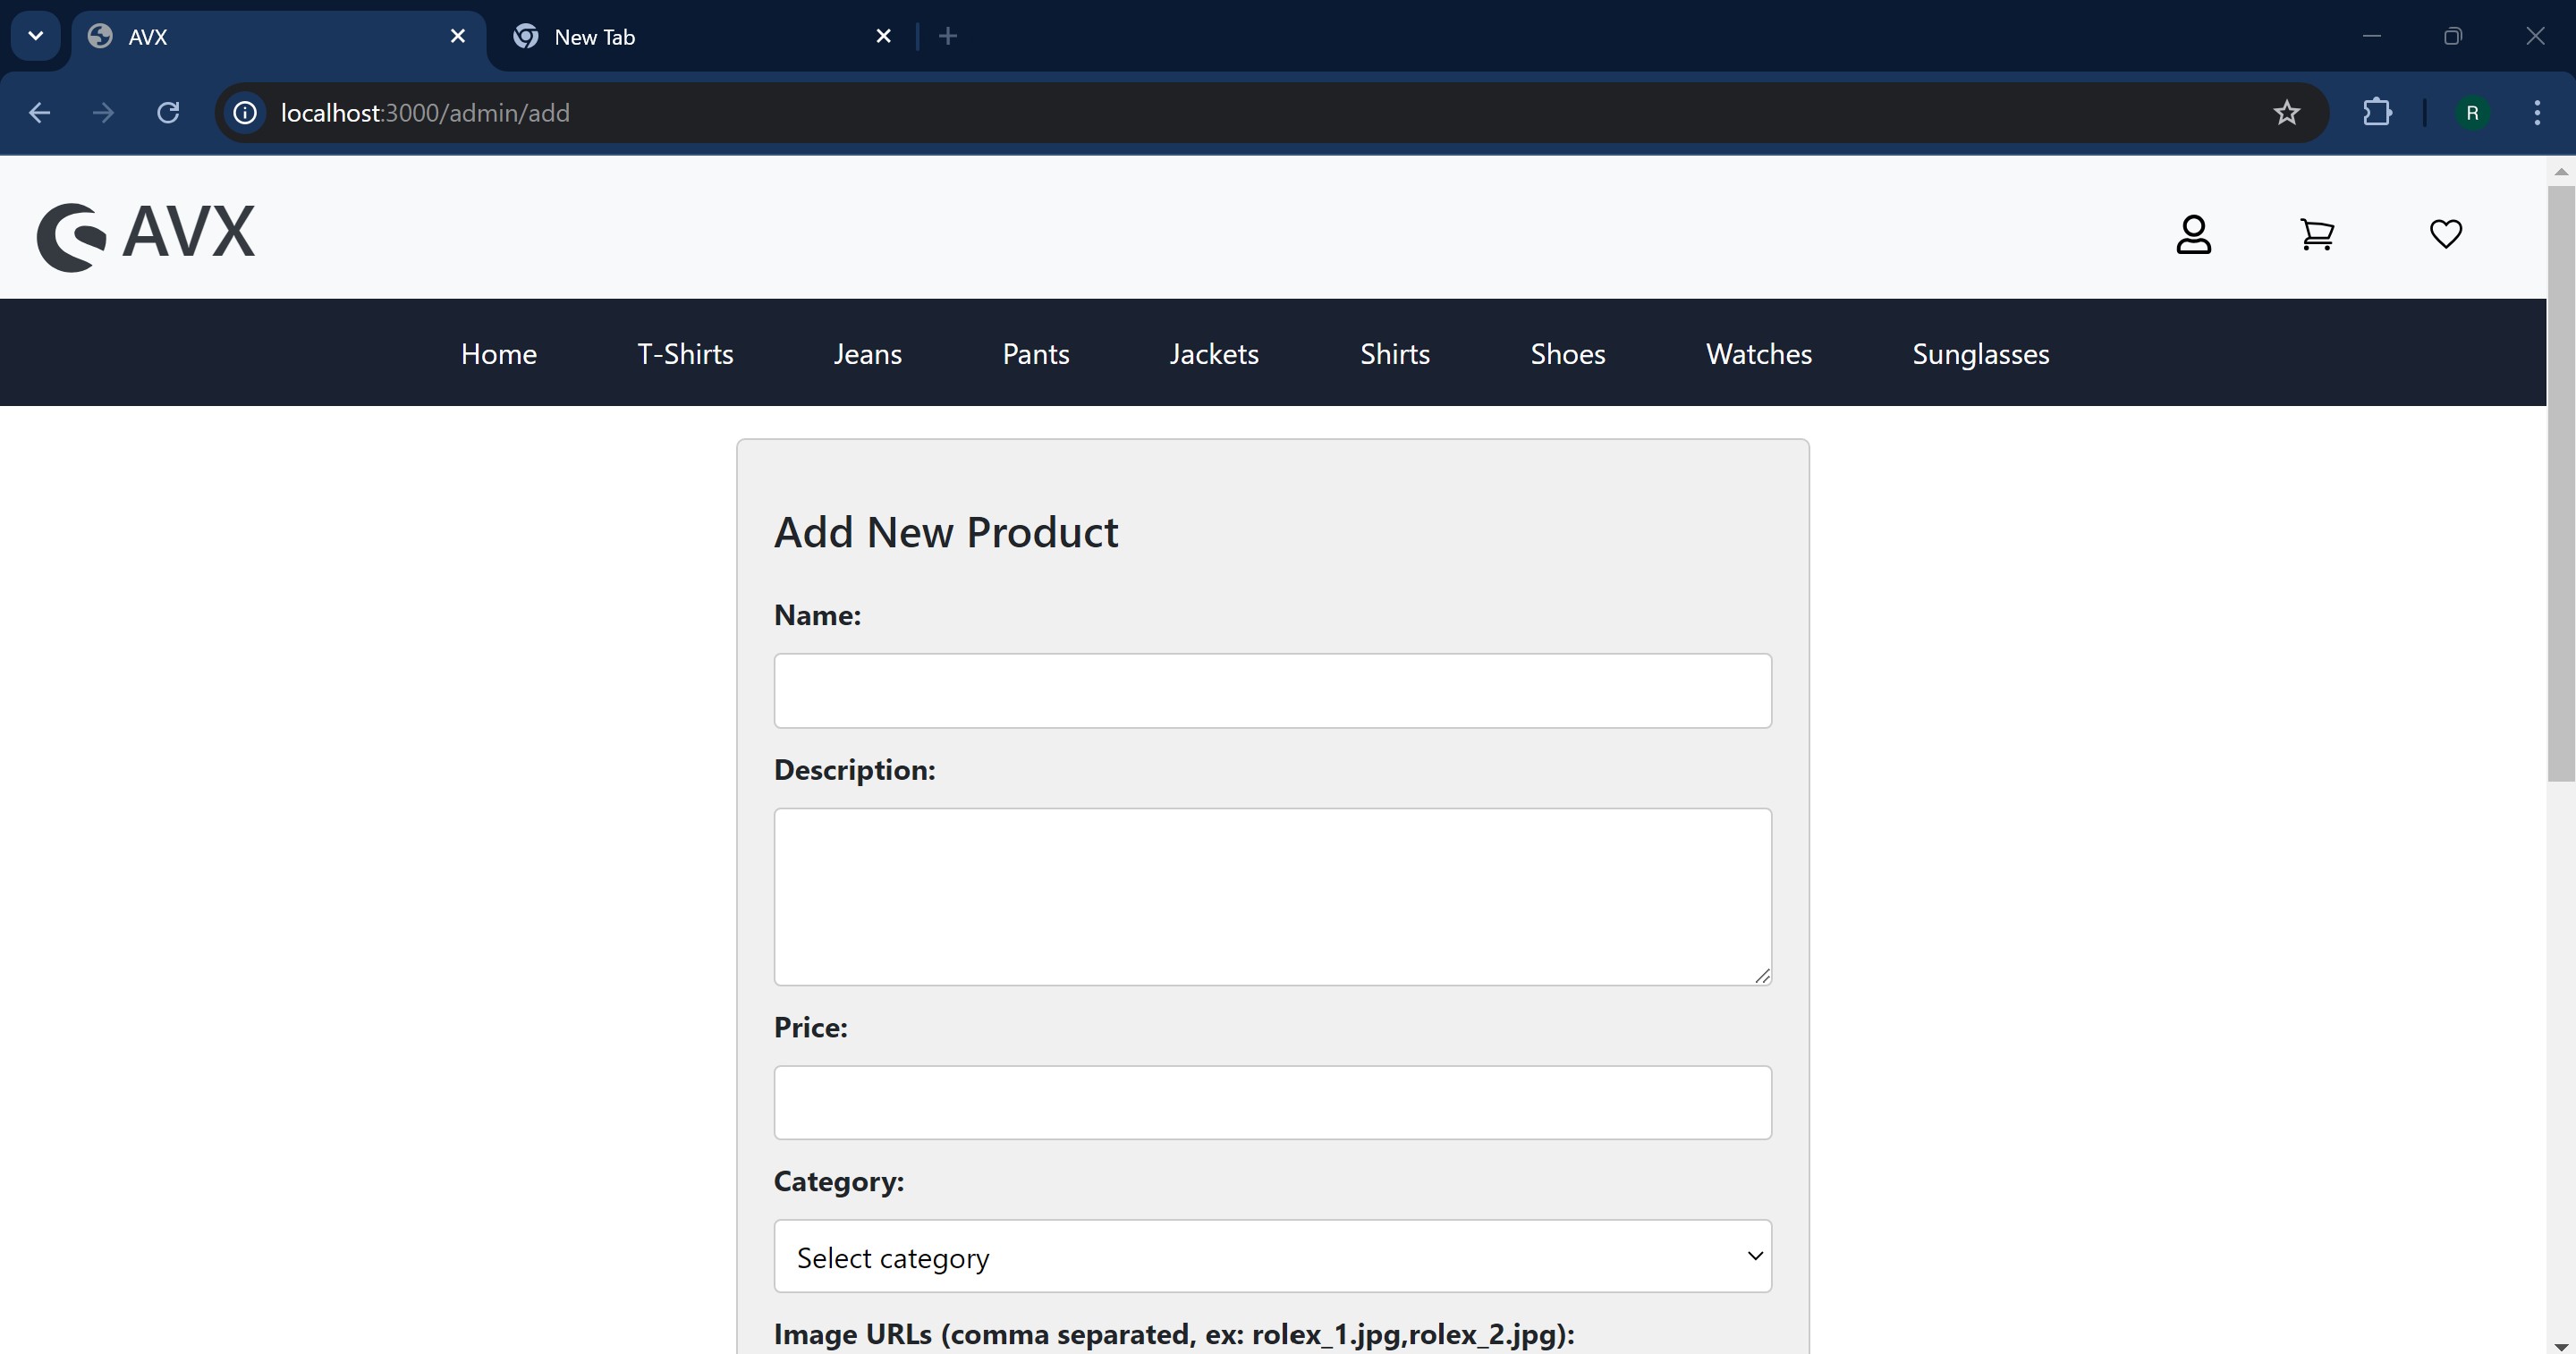 AVX
New Tab
localhost:3000/admin/add
R
AVX
Home T-Shirts Jeans Pants Jackets Shirts Shoes Watches Sunglasses
Add New Product
Name:
Description:
Price:
Category:
Select category
Image URLs (comma separated, ex: rolex_1.jpg,rolex_2.jpg):